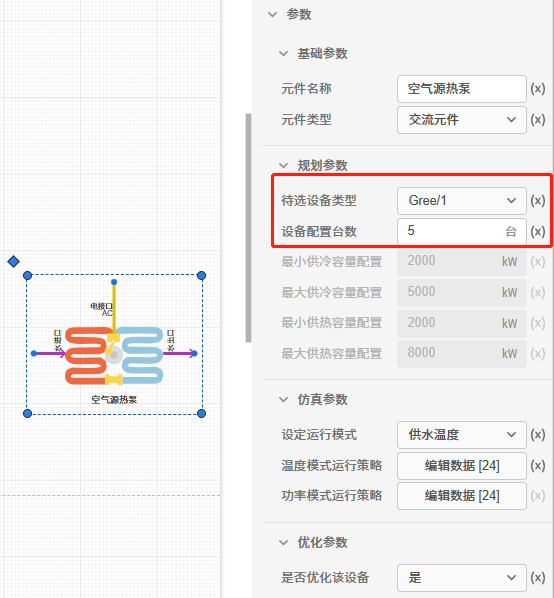 参数
基础参数
元件名称 空气源热泵 (x)
元件类型 交流元件 (x)
规划参数
待选设备类型 Gree/1 (x)
设备配置台数 5 台 (x)
最小供冷容量配置 2000 kW (x)
最大供冷容量配置 5000 kW (x)
最小供热容量配置 2000 kW (x)
最大供热容量配置 8000 kW (x)
仿真参数
设定运行模式 供水温度 (x)
温度模式运行策略 编辑数据 [24] (x)
功率模式运行策略 编辑数据 [24] (x)
优化参数
是否优化该设备 是 (x)
电接口
AC
空气源热泵